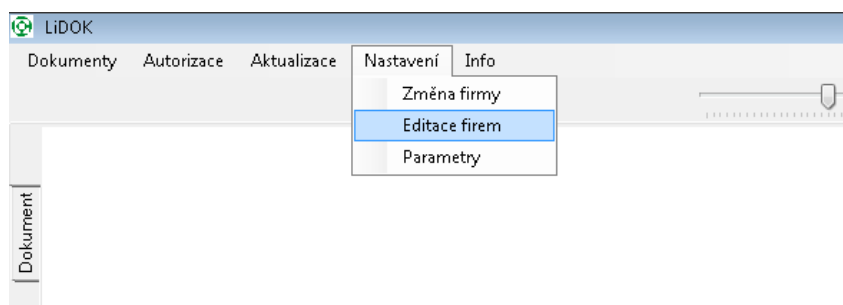 LiDOK
Dokumenty Autorizace Aktualizace Nastavení Info
Změna firmy
Editace firem
Parametry
Dokument